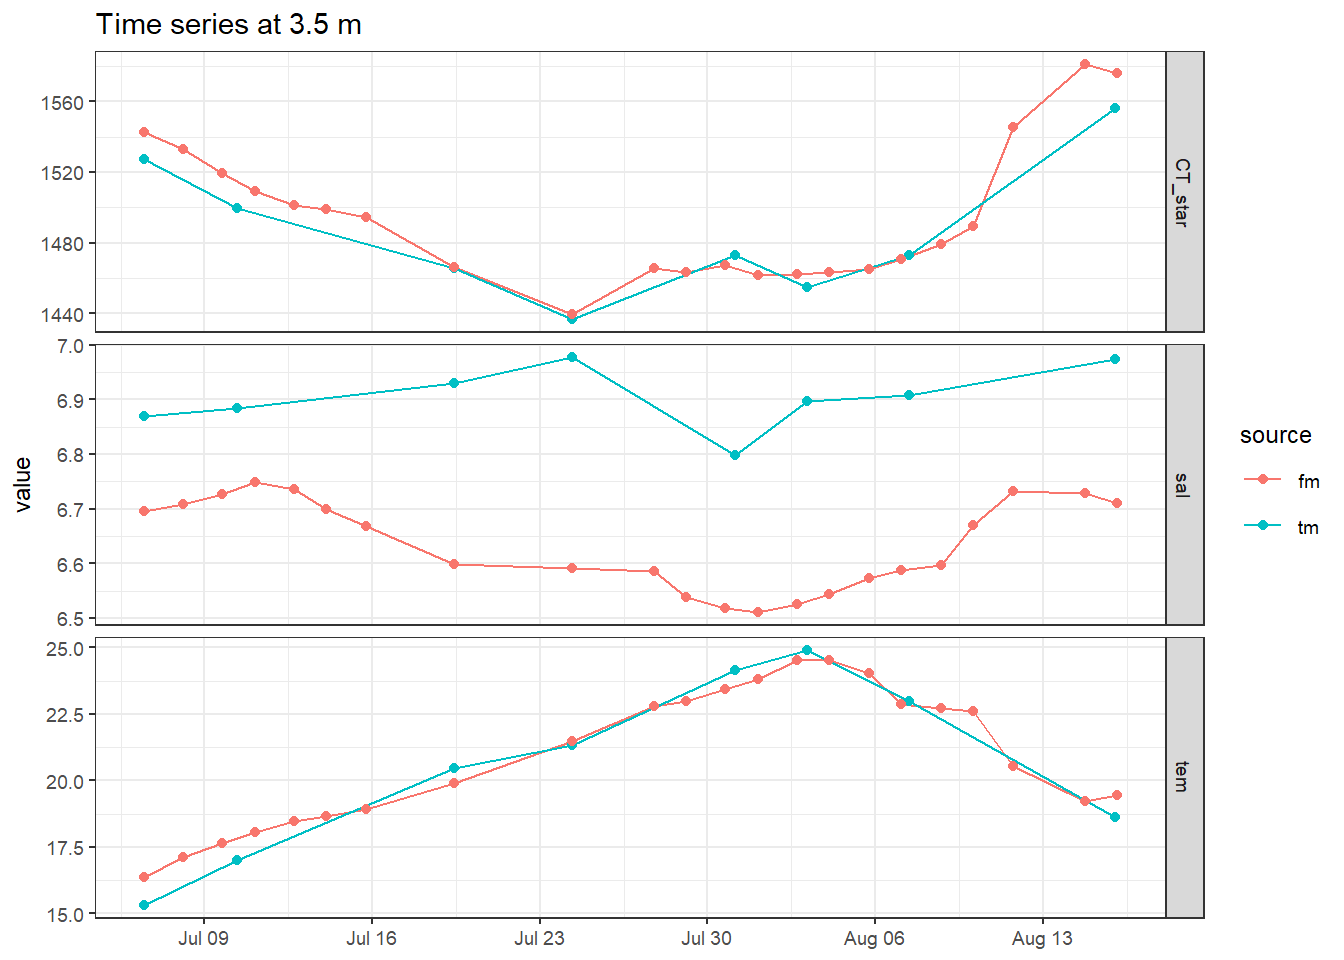 Time series at 3.5 m
1560
1520
1480
1440
CT_star
7.0
6.9
6.8
6.7
6.6
6.5
sal
value
25.0
22.5
20.0
17.5
15.0
tem
Jul 09
Jul 16
Jul 23
Jul 30
Aug 06
Aug 13
source
fm
tm